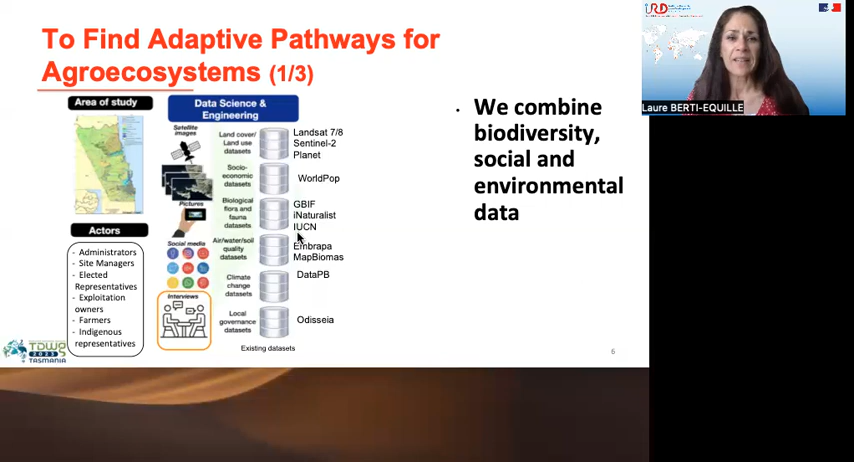 To Find Adaptive Pathways for
Agroecosystems (1/3)
Area of study
Data Science &
Engineering
Satellite
images
Land cover/
Land use
datasets
Landsat 7/8
Sentinel-2
Planet
Socio-
economic
datasets
WorldPop
Pictures
Biological
flora and
fauna
datasets
GBIF
iNaturalist
IUCN
Actors
- Administrators
- Site Managers
- Elected
Representatives
- Exploitation
owners
- Farmers
- Indigenous
representatives
Social media
Air/water/soil
quality
datasets
Embrapa
MapBiomas
Climate
change
datasets
DataPB
Interviews
Local
governance
datasets
Odisseia
Existing datasets
• We combine
biodiversity,
social and
environmental
data
TDWG
2023
TASMANIA
6
IRD
Laure BERTI-EQUILLE